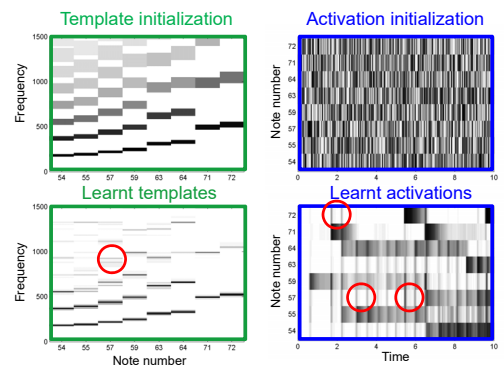 Template initialization
Activation initialization
Frequency
1500
1000
500
0
54 55 57 59 63 64 71 72
Note number
72
71
64
63
59
57
55
54
0 2 4 6 8 10
Learnt templates
Learnt activations
Frequency
1500
1000
500
0
54 55 57 59 63 64 71 72
Note number
Note number
72
71
64
63
59
57
55
54
0 2 4 6 8 10
Time